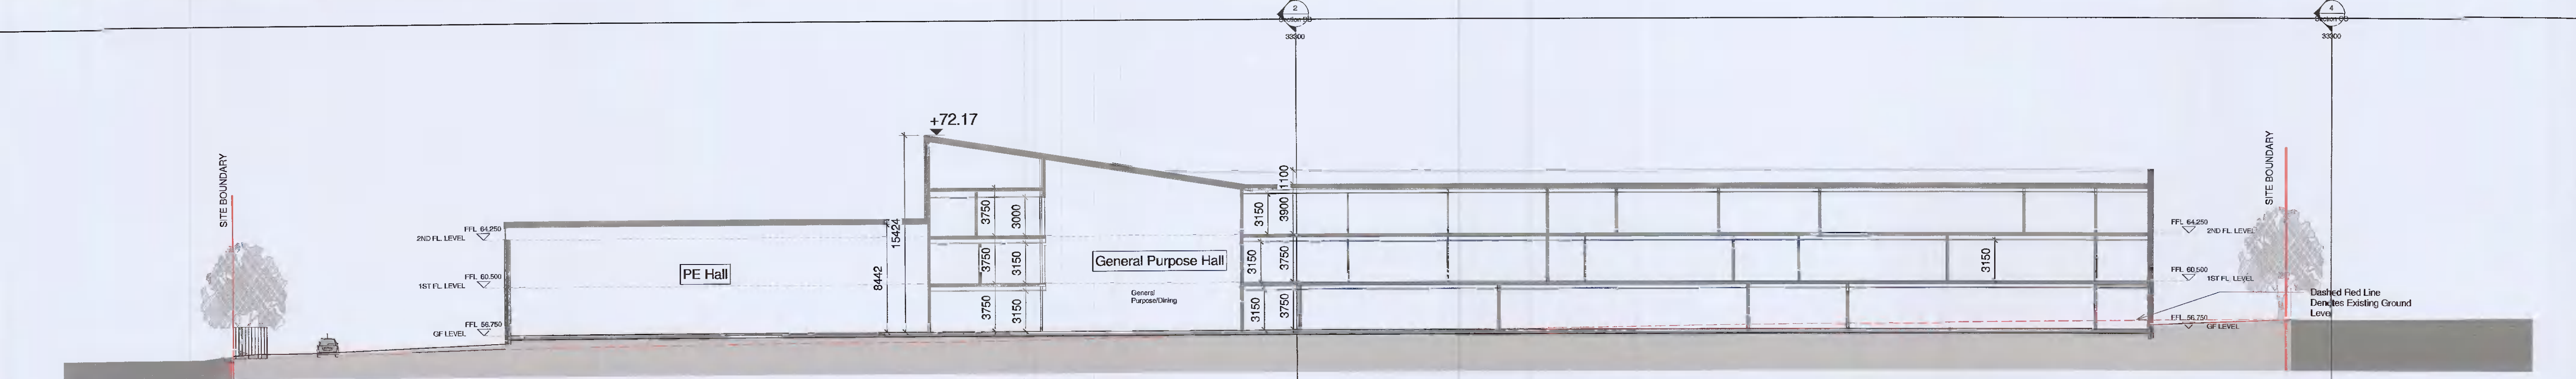 2
Section BB
33300
4
33300
+72.17
SITE BOUNDARY
SITE BOUNDARY
1100
3750
3000
3150
3900
15424
FFL 64,250
2ND FL. LEVEL
FFL 64,250
2ND FL. LEVEL
PE Hall
8442
3750
3150
General Purpose Hall
3150
3750
3150
FFL 60,500
1ST FL. LEVEL
FFL 60,500
1ST FL. LEVEL
General
Purpose/Dining
3750
3150
3150
3750
Dashed Red Line
Denotes Existing Ground
Level
FFL 56,750
GF LEVEL
FFL 56,750
GF LEVEL